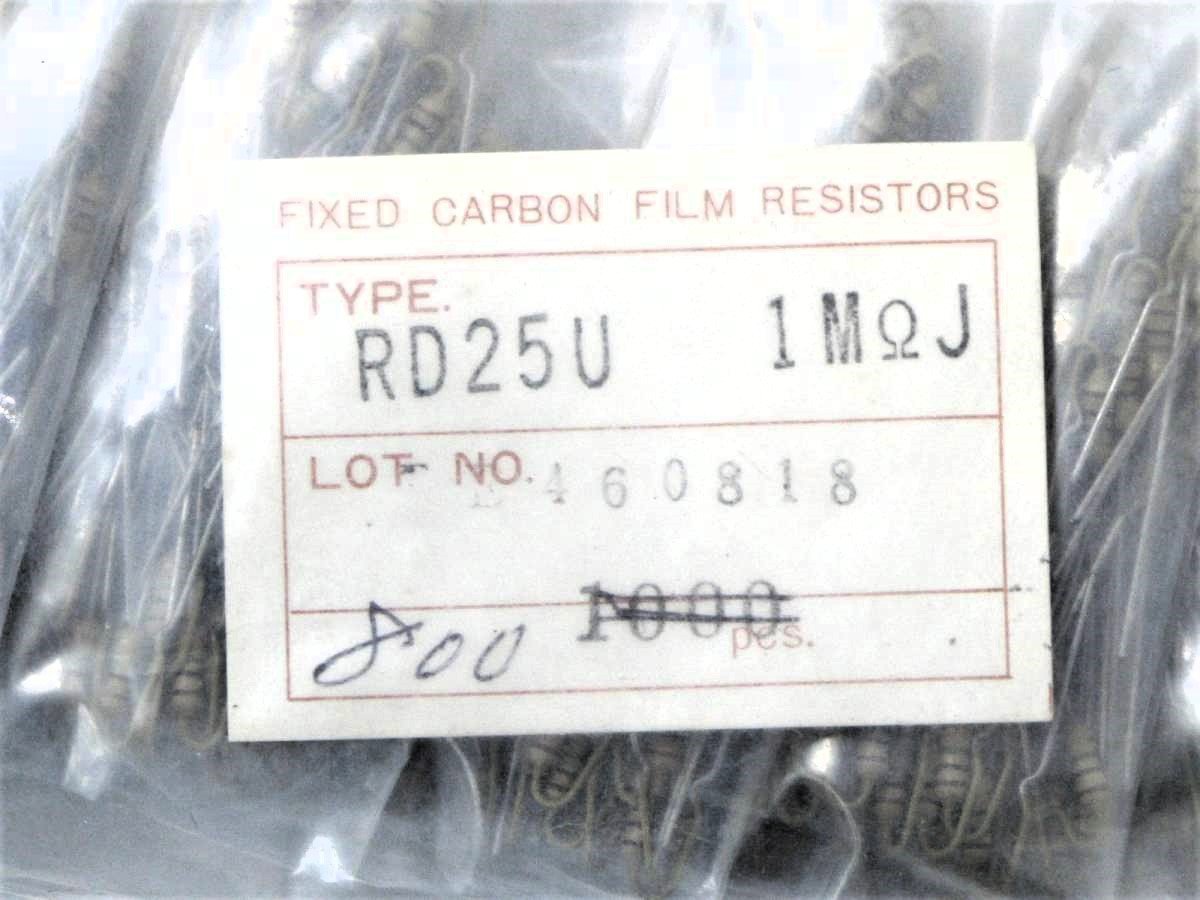 FIXED CARBON FILM RESISTORS
TYPE.
RD25U 1MΩJ
LOT NO. 460818
800 1000 pcs.